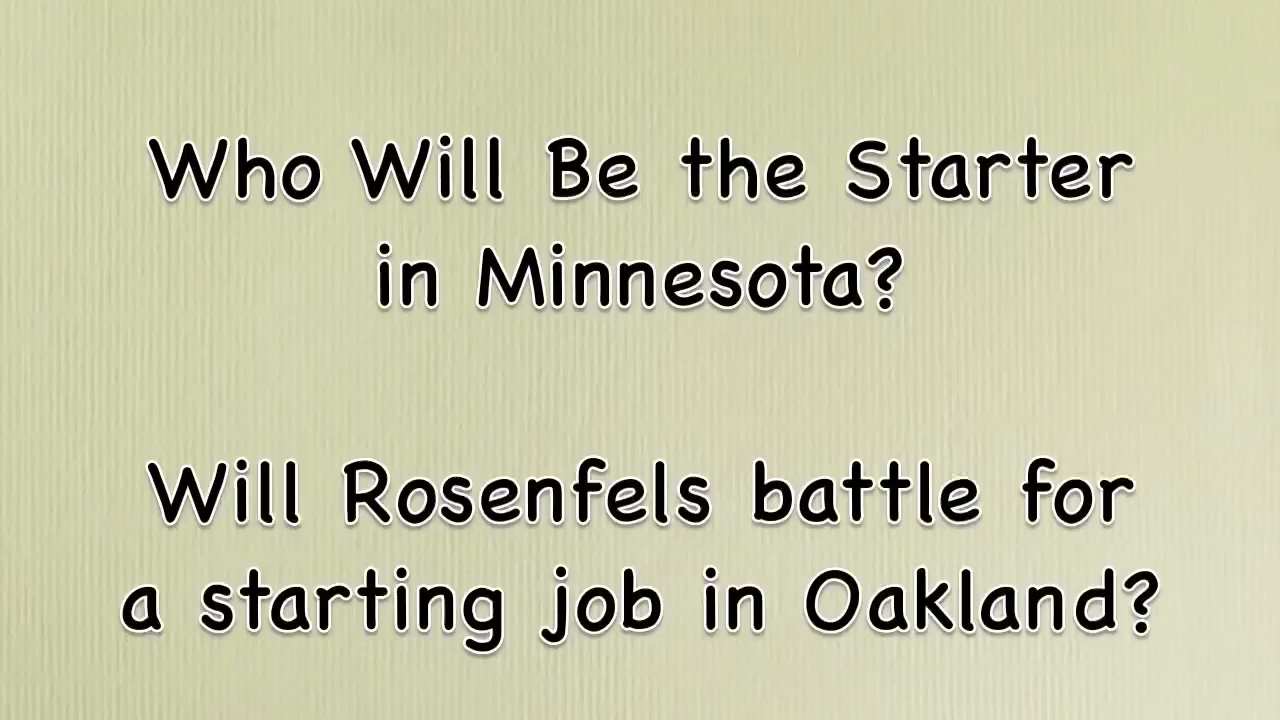 Who Will Be the Starter
in Minnesota?
Will Rosenfels battle for
a starting job in Oakland?